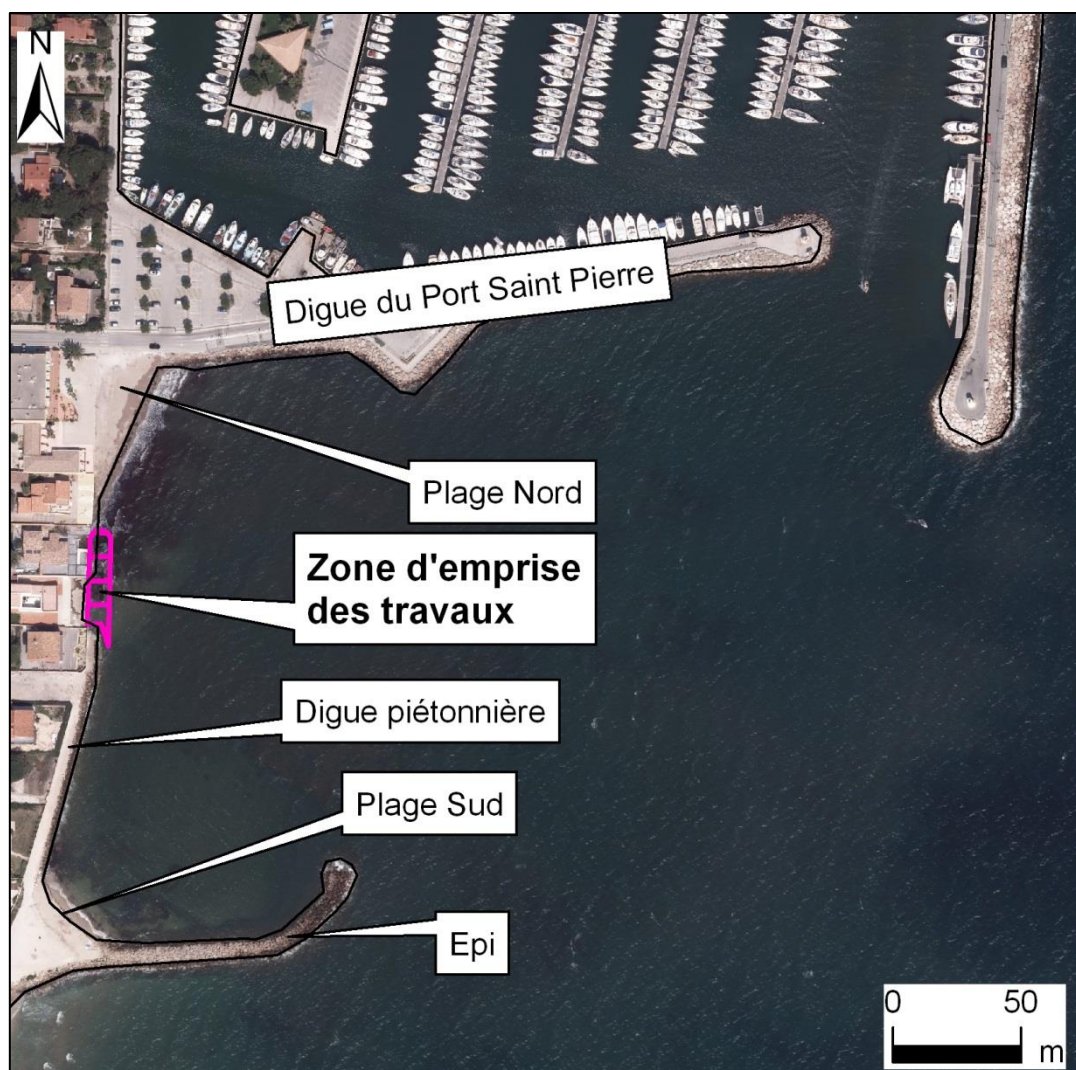 N
Digue du Port Saint Pierre
Plage Nord
Zone d'emprise
des travaux
Digue piétonnière
Plage Sud
Epi
0 50
m